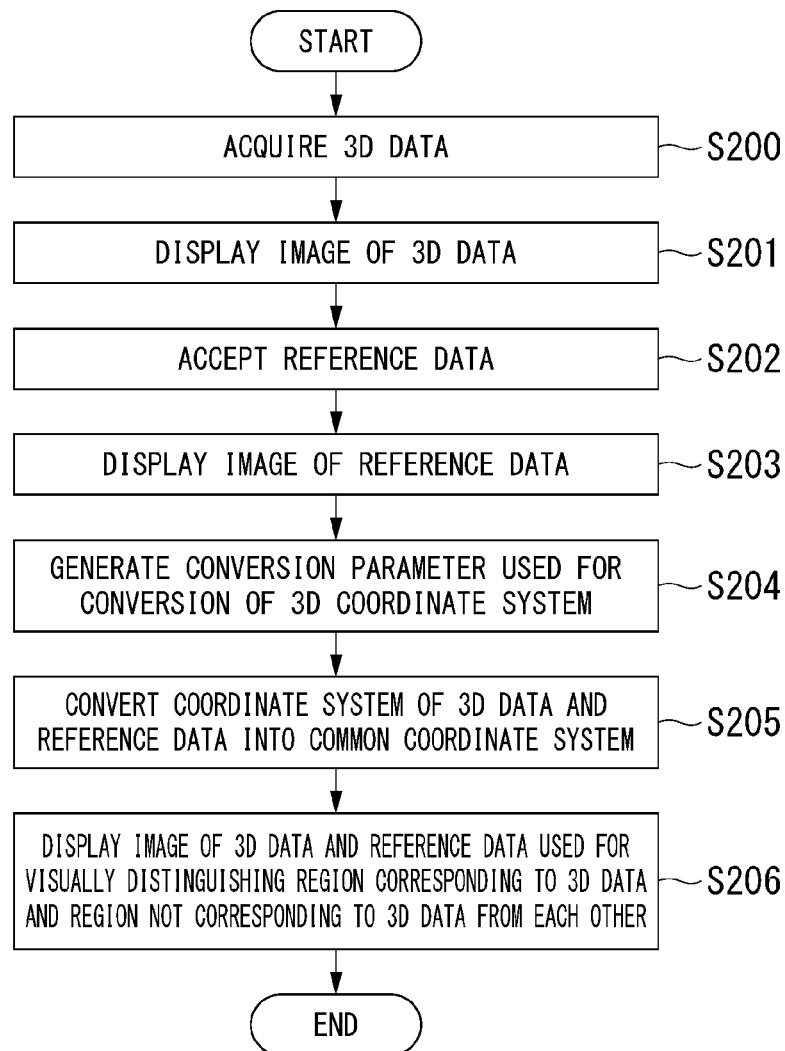 START
ACQUIRE 3D DATA
S200
DISPLAY IMAGE OF 3D DATA
S201
ACCEPT REFERENCE DATA
S202
DISPLAY IMAGE OF REFERENCE DATA
S203
GENERATE CONVERSION PARAMETER USED FOR
CONVERSION OF 3D COORDINATE SYSTEM
S204
CONVERT COORDINATE SYSTEM OF 3D DATA AND
REFERENCE DATA INTO COMMON COORDINATE SYSTEM
S205
DISPLAY IMAGE OF 3D DATA AND REFERENCE DATA USED FOR
VISUALLY DISTINGUISHING REGION CORRESPONDING TO 3D DATA
AND REGION NOT CORRESPONDING TO 3D DATA FROM EACH OTHER
S206
END